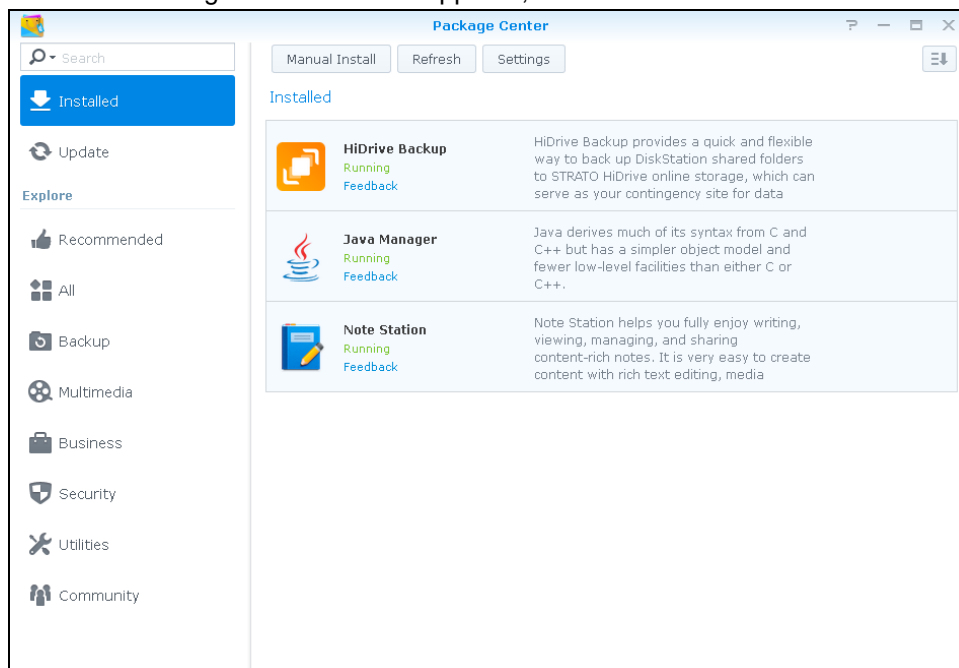 Package Center
Search
Manual Install
Refresh
Settings
Installed
Update
Explore
Recommended
All
Backup
Multimedia
Business
Security
Utilities
Community
Installed
HiDrive Backup
Running
Feedback
HiDrive Backup provides a quick and flexible
way to back up DiskStation shared folders
to STRATO HiDrive online storage, which can
serve as your contingency site for data
Java Manager
Running
Feedback
Java derives much of its syntax from C and
C++ but has a simpler object model and
fewer low-level facilities than either C or
C++.
Note Station
Running
Feedback
Note Station helps you fully enjoy writing,
viewing, managing, and sharing
content-rich notes. It is very easy to create
content with rich text editing, media